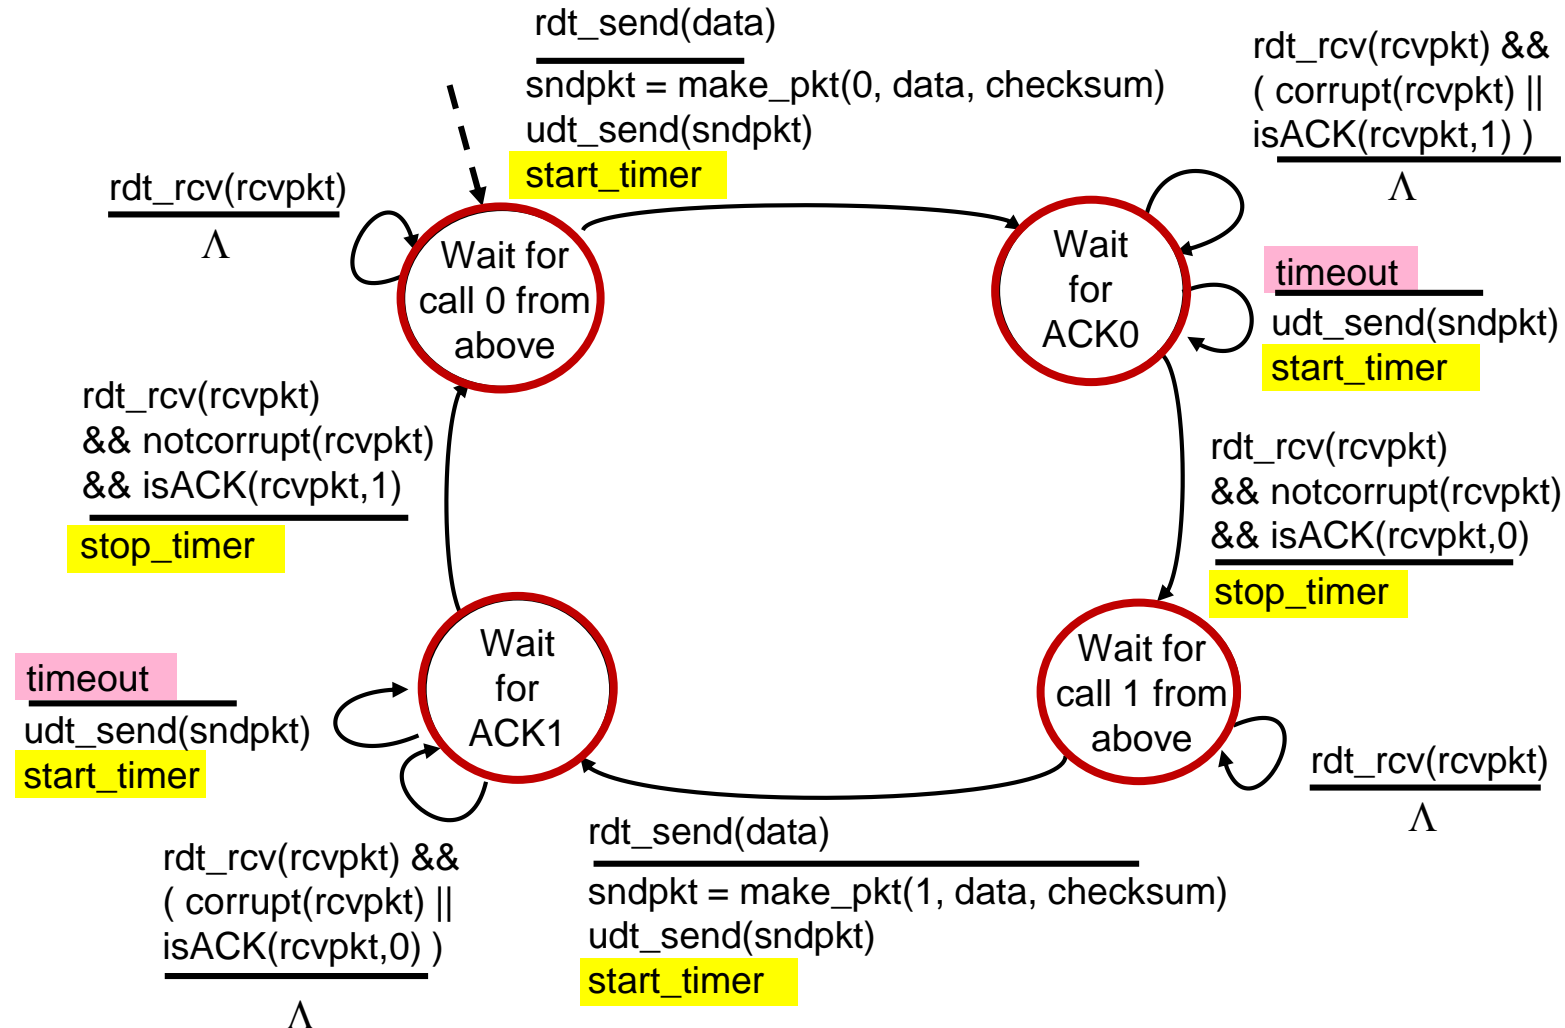 rdt_send(data)
sndpkt = make_pkt(0, data, checksum)
udt_send(sndpkt)
start_timer
rdt_rcv(rcvpkt) &&
( corrupt(rcvpkt) ||
isACK(rcvpkt,1) )
Λ
rdt_rcv(rcvpkt)
Λ
Wait for
call 0 from
above
Wait
for
ACK0
timeout
udt_send(sndpkt)
start_timer
rdt_rcv(rcvpkt)
&& notcorrupt(rcvpkt)
&& isACK(rcvpkt,1)
stop_timer
rdt_rcv(rcvpkt)
&& notcorrupt(rcvpkt)
&& isACK(rcvpkt,0)
stop_timer
timeout
udt_send(sndpkt)
start_timer
Wait
for
ACK1
Wait for
call 1 from
above
rdt_rcv(rcvpkt)
Λ
rdt_rcv(rcvpkt) &&
( corrupt(rcvpkt) ||
isACK(rcvpkt,0) )
Λ
rdt_send(data)
sndpkt = make_pkt(1, data, checksum)
udt_send(sndpkt)
start_timer